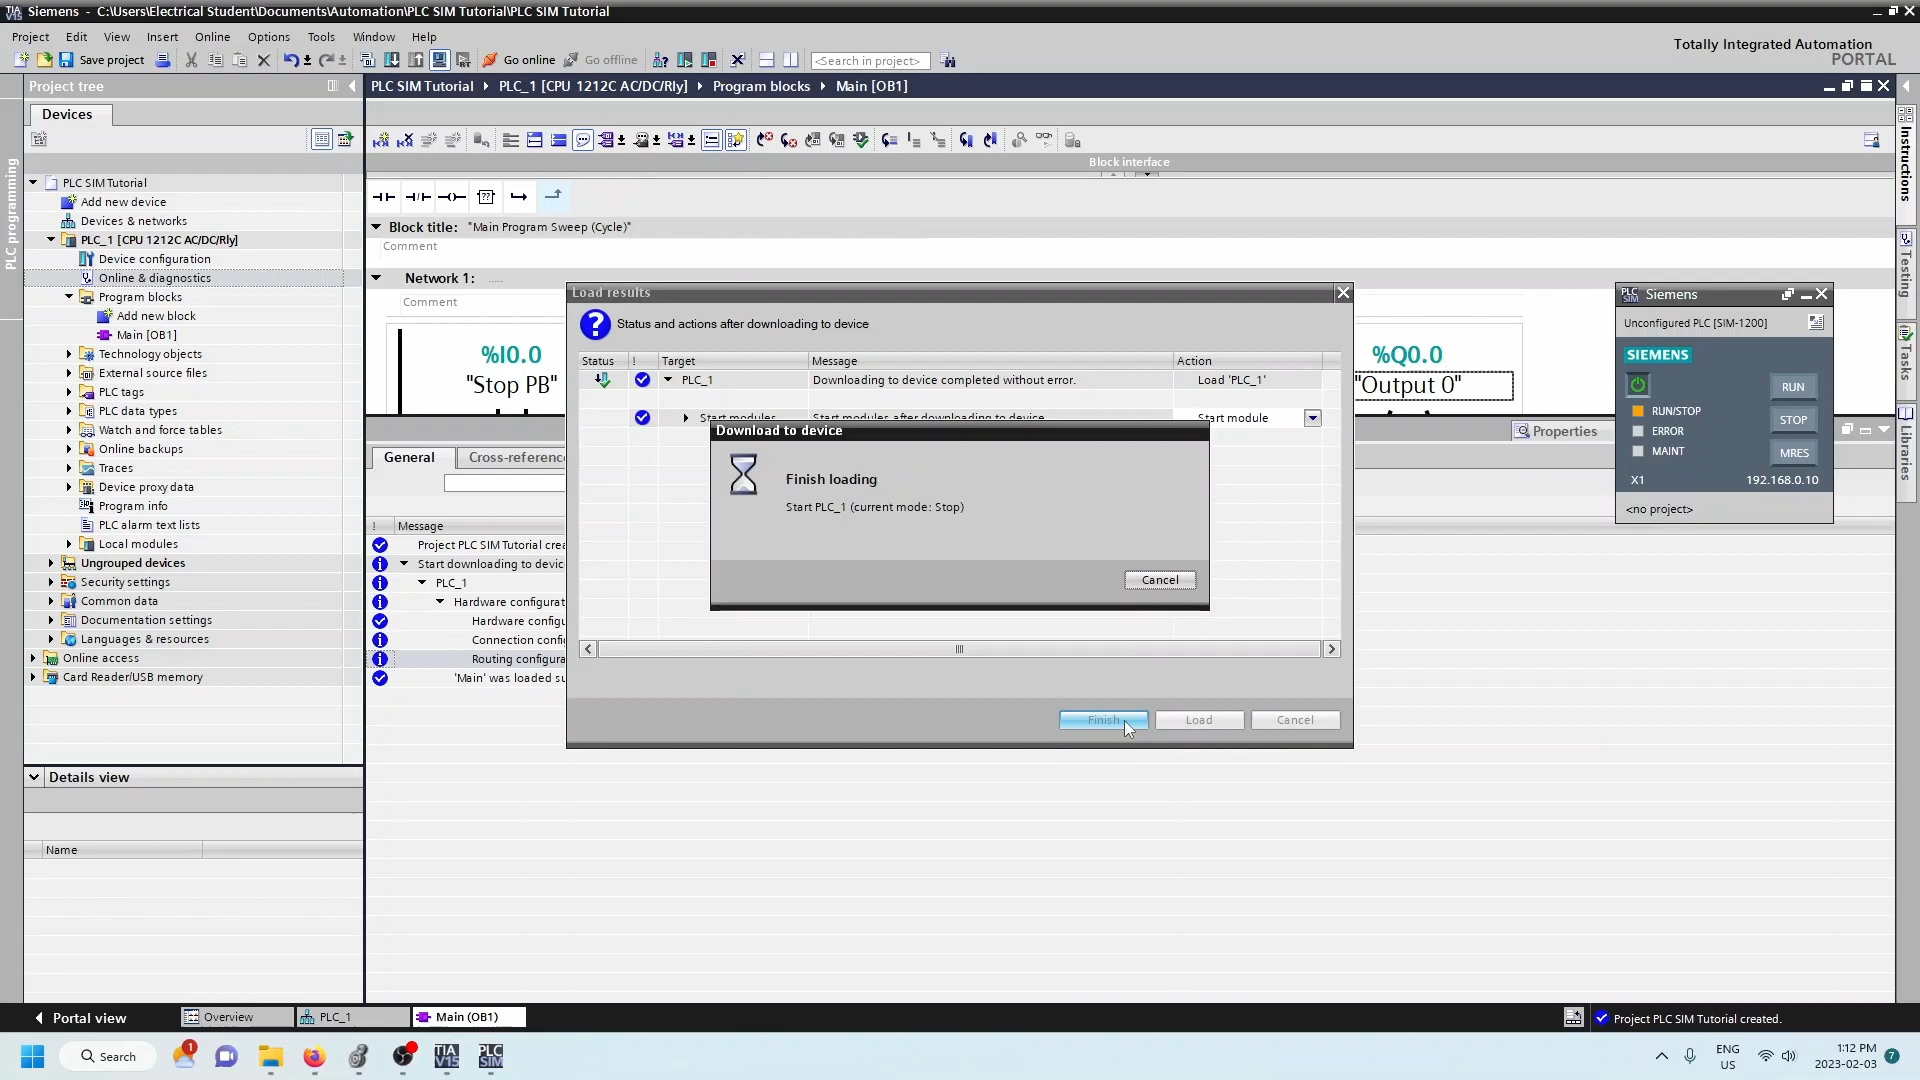 Siemens - C:\Users\Electrical Student\Documents\Automation\PLC SIM Tutorial\PLC SIM Tutorial
Project Edit View Insert Online Options Tools Window Help
Totally Integrated Automation
PORTAL
Save project
Go online
Go offline
<Search in project>
Project tree
PLC SIM Tutorial PLC_1 [CPU 1212C AC/DC/Rly] Program blocks Main [OB1]
Devices
PLC programming
Block interface
PLC SIM Tutorial
Add new device
Devices & networks
PLC_1 [CPU 1212C AC/DC/Rly]
Device configuration
Online & diagnostics
Program blocks
Add new block
Main [OB1]
Technology objects
External source files
PLC tags
PLC data types
Watch and force tables
Online backups
Traces
Device proxy data
Program info
PLC alarm text lists
Local modules
Ungrouped devices
Security settings
Common data
Documentation settings
Languages & resources
Online access
Card Reader/USB memory
Details view
Name
Block title: "Main Program Sweep (Cycle)"
Comment
Network 1: .....
Comment
%I0.0
"Stop PB"
%Q0.0
"Output 0"
Properties
General Cross-referenc
! Message
Project PLC SIM Tutorial crea
Start downloading to devic
PLC_1
Hardware configurat
Hardware configu
Connection confi
Routing configura
'Main' was loaded su
Load results
Status and actions after downloading to device
Status ! Target Message Action
PLC_1 Downloading to device completed without error. Load 'PLC_1'
Start modules Start modules after downloading to device. Start module
Download to device
Finish loading
Start PLC_1 (current mode: Stop)
Cancel
Finish Load Cancel
PLC SIM Siemens
Unconfigured PLC [SIM-1200]
SIEMENS
RUN/STOP
ERROR
MAINT
RUN
STOP
MRES
X1 192.168.0.10
<no project>
Instructions
Testing
Tasks
Libraries
Portal view
Overview
PLC_1
Main (OB1)
Project PLC SIM Tutorial created.
Search
1
TIA V15
PLC SIM
ENG
US
1:12 PM
2023-02-03
7